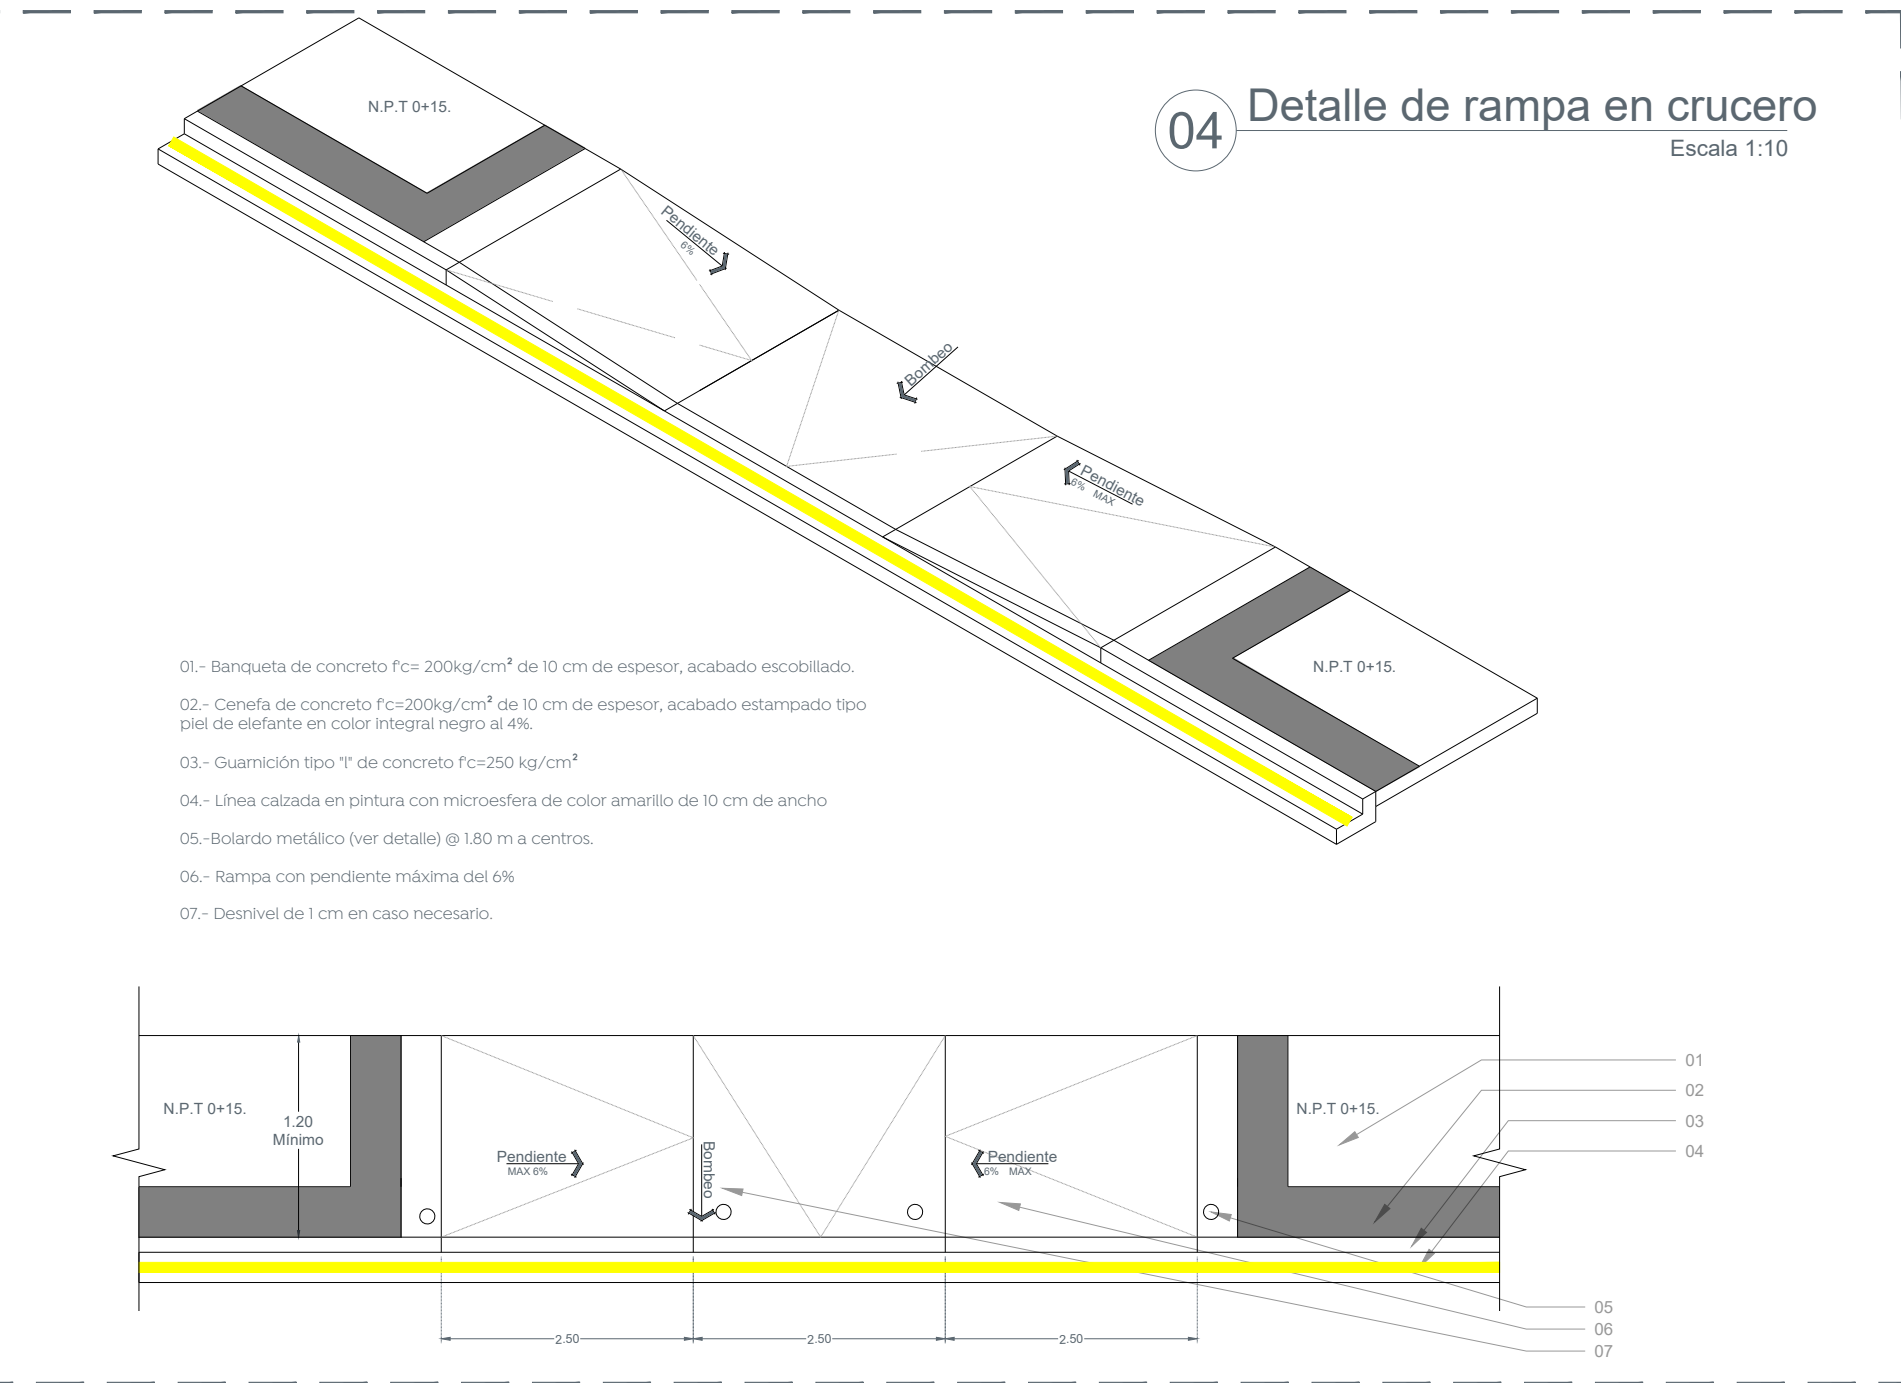 04
Detalle de rampa en crucero
Escala 1:10
N.P.T 0+15.
Pendiente
6%
Bombeo
Pendiente
6% MAX
N.P.T 0+15.
01.- Banqueta de concreto f'c= 200kg/cm² de 10 cm de espesor, acabado escobillado.
02.- Cenefa de concreto f'c=200kg/cm² de 10 cm de espesor, acabado estampado tipo
piel de elefante en color integral negro al 4%.
03.- Guarnición tipo "l" de concreto f'c=250 kg/cm²
04.- Línea calzada en pintura con microesfera de color amarillo de 10 cm de ancho
05.-Bolardo metálico (ver detalle) @ 1.80 m a centros.
06.- Rampa con pendiente máxima del 6%
07.- Desnivel de 1 cm en caso necesario.
N.P.T 0+15.
1.20
Mínimo
Pendiente
MAX 6%
Bombeo
Pendiente
6% MAX
N.P.T 0+15.
01
02
03
04
05
06
07
2.50
2.50
2.50